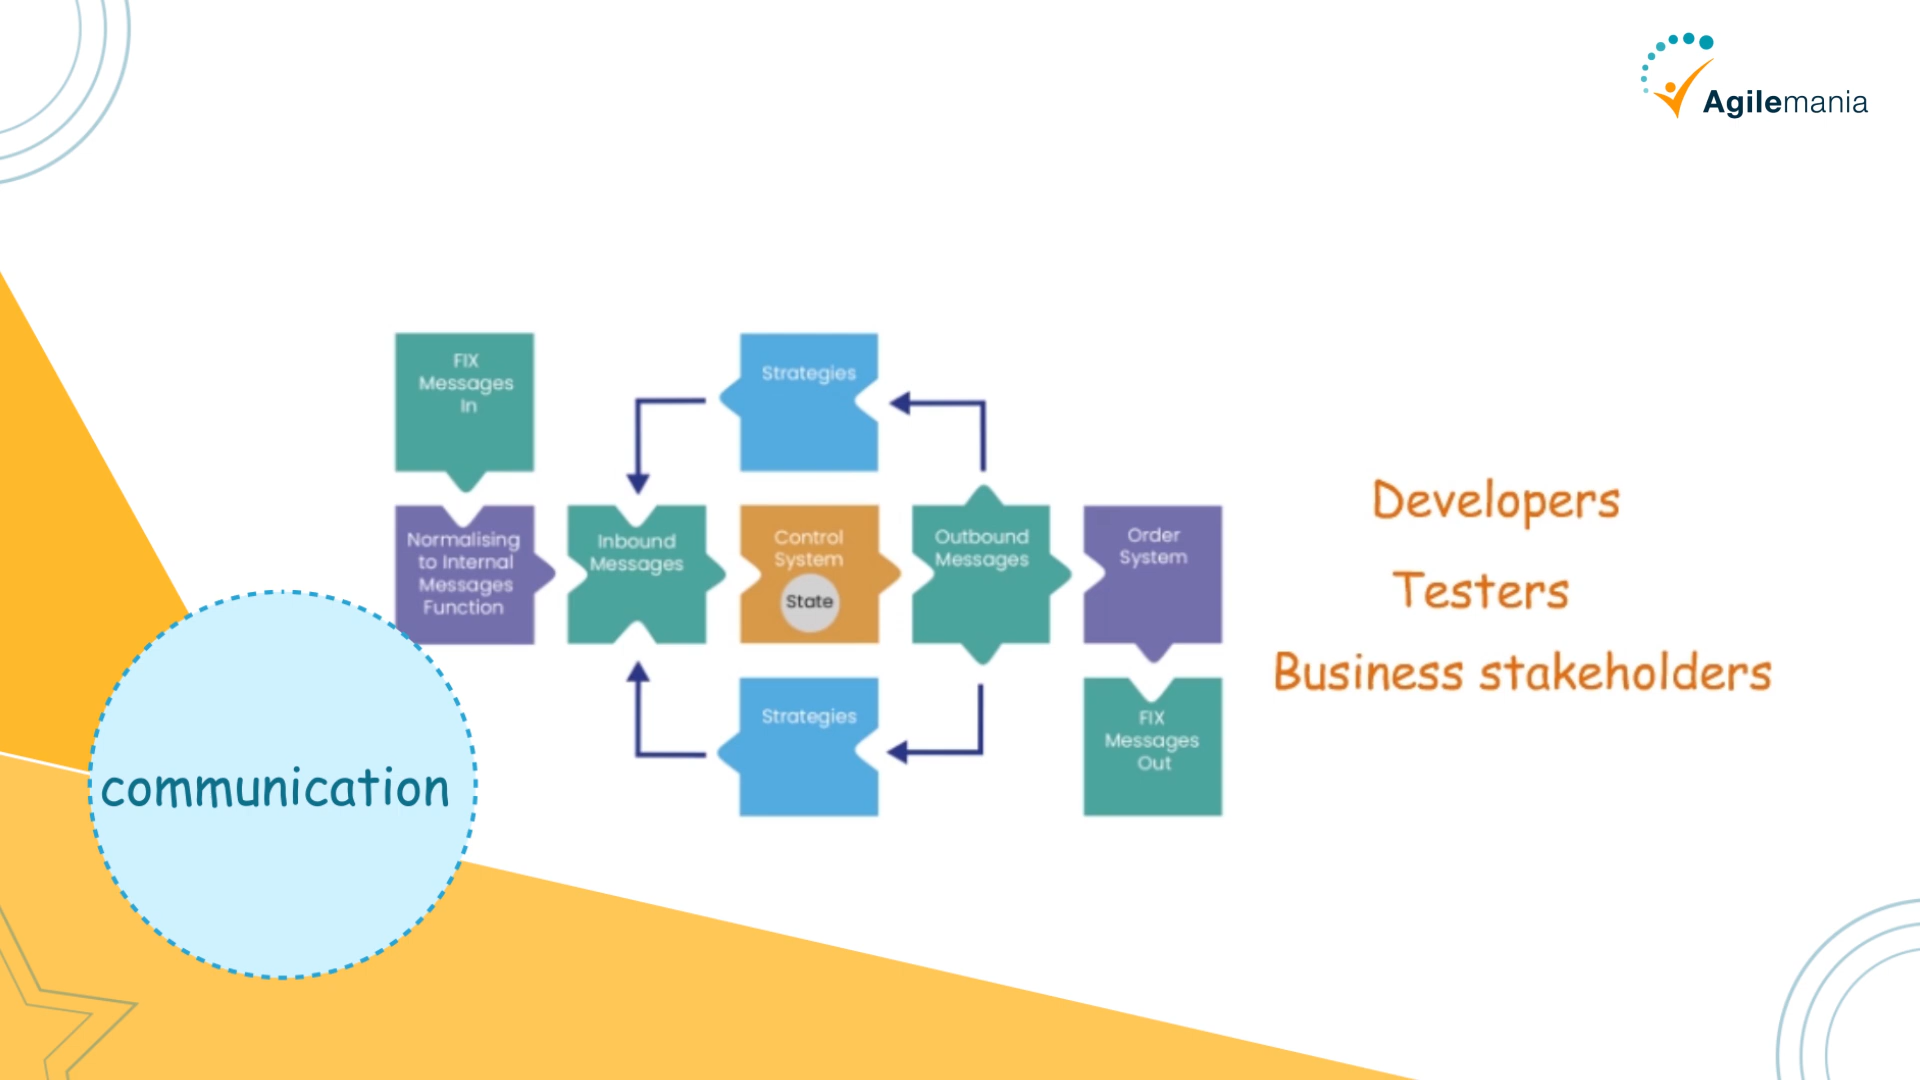 Agilemania
FIX
Messages
In
Strategies
Normalising
to Internal
Messages
Function
Inbound
Messages
Control
System
State
Outbound
Messages
Order
System
Strategies
FIX
Messages
Out
Developers
Testers
Business stakeholders
communication